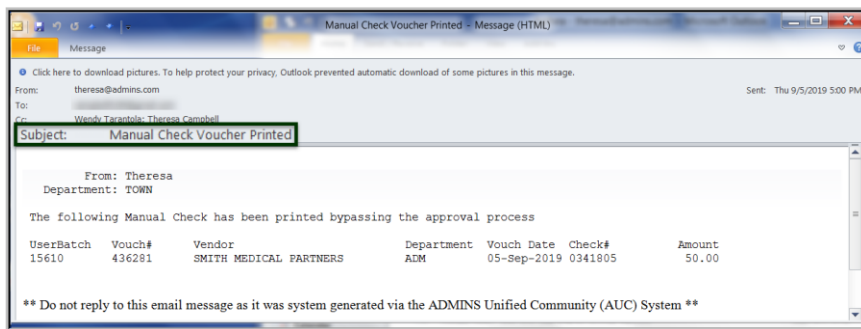 Manual Check Voucher Printed - Message (HTML)
File Message
Click here to download pictures. To help protect your privacy, Outlook prevented automatic download of some pictures in this message.
From: theresa@admins.com Sent: Thu 9/5/2019 5:00 PM
To:
Cc: Wendy Tarantola; Theresa Campbell
Subject: Manual Check Voucher Printed
From: Theresa
Department: TOWN
The following Manual Check has been printed bypassing the approval process
UserBatch Vouch# Vendor Department Vouch Date Check# Amount
15610 436281 SMITH MEDICAL PARTNERS ADM 05-Sep-2019 0341805 50.00
** Do not reply to this email message as it was system generated via the ADMINS Unified Community (AUC) System **